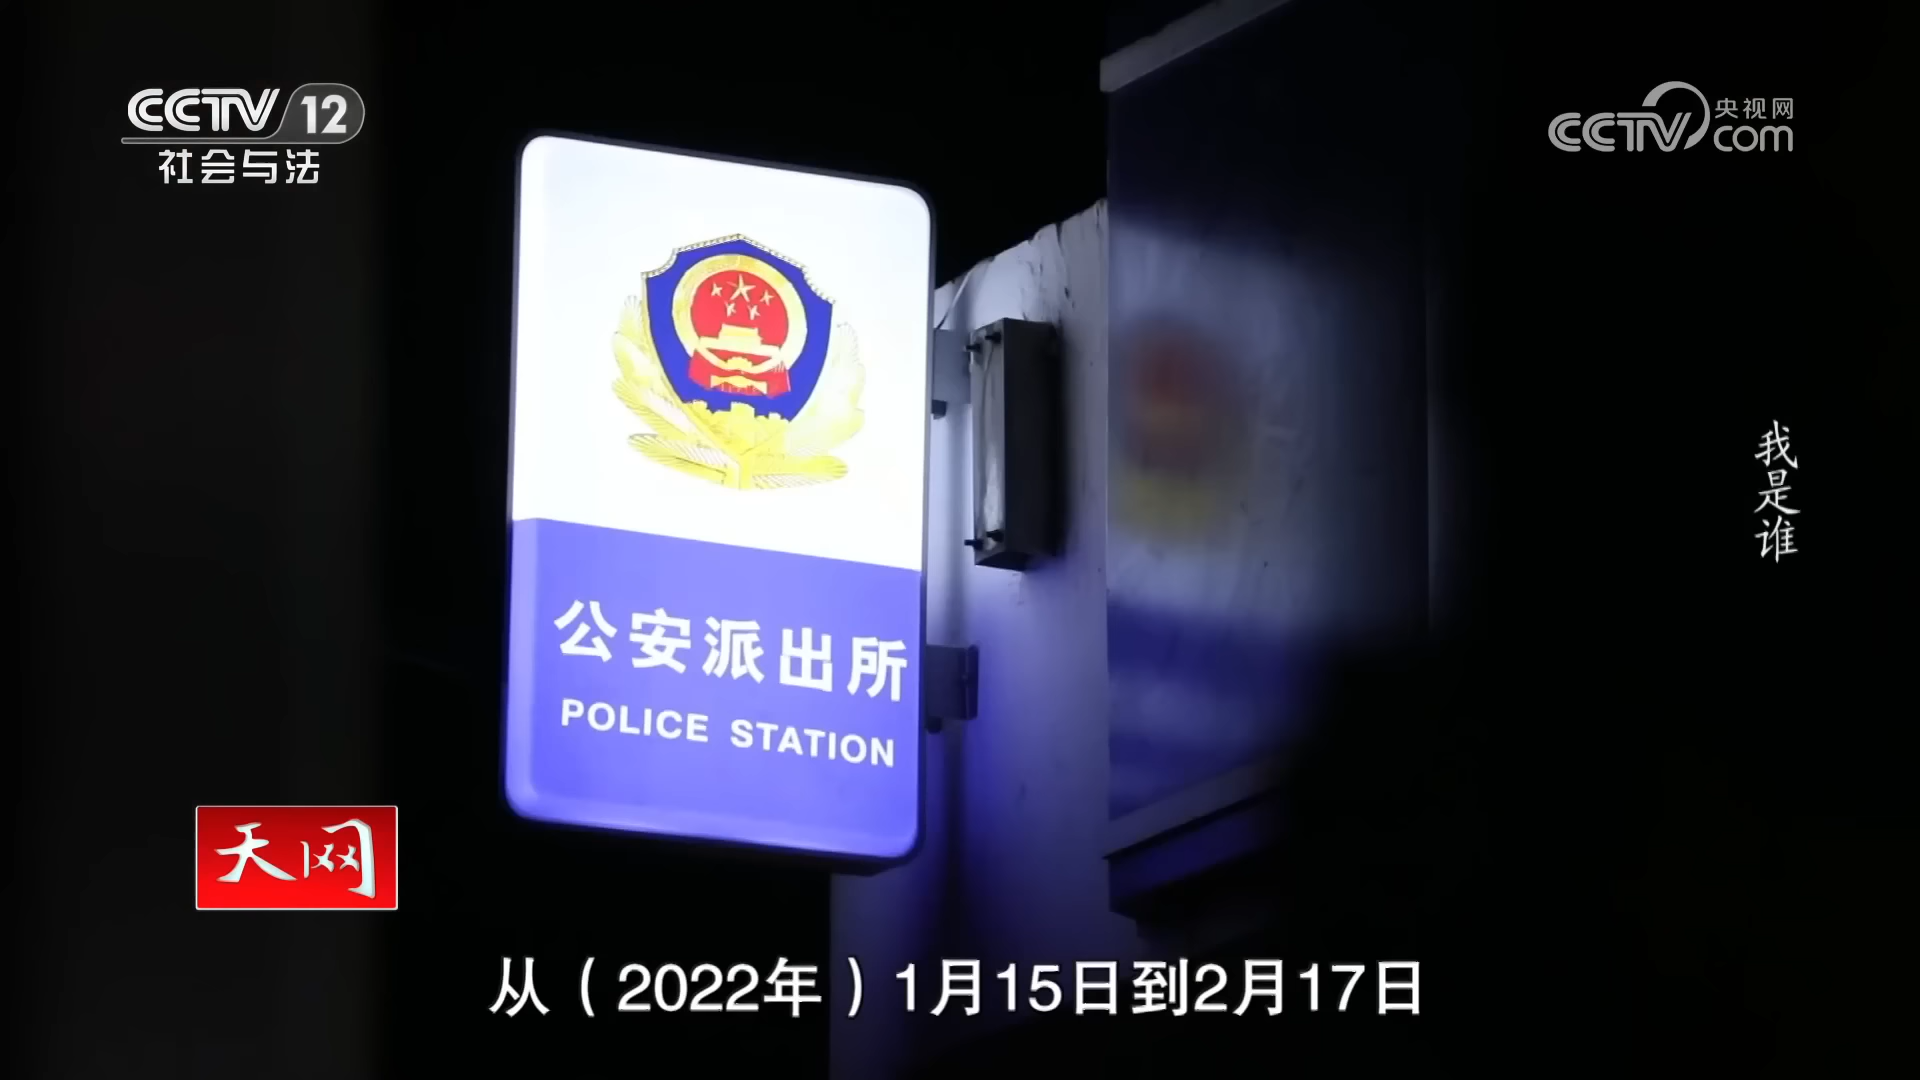 CCTV 12
社会与法
CCTV 央视网
com
公安派出所
POLICE STATION
我是谁
天网
从（2022年）1月15日到2月17日